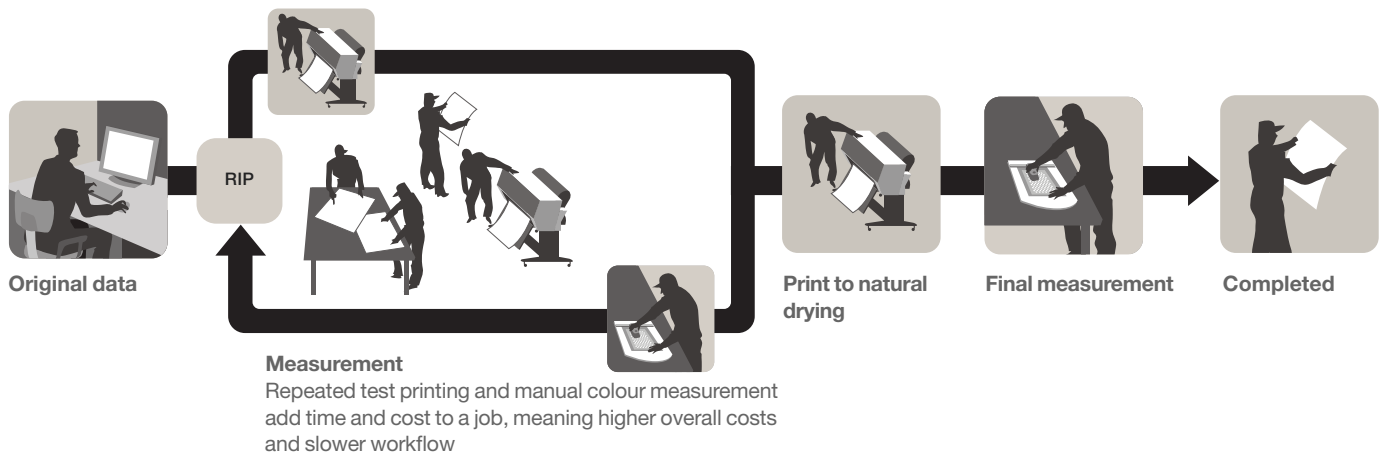 RIP
Original data
Print to natural
drying
Final measurement
Completed
Measurement
Repeated test printing and manual colour measurement
add time and cost to a job, meaning higher overall costs
and slower workflow